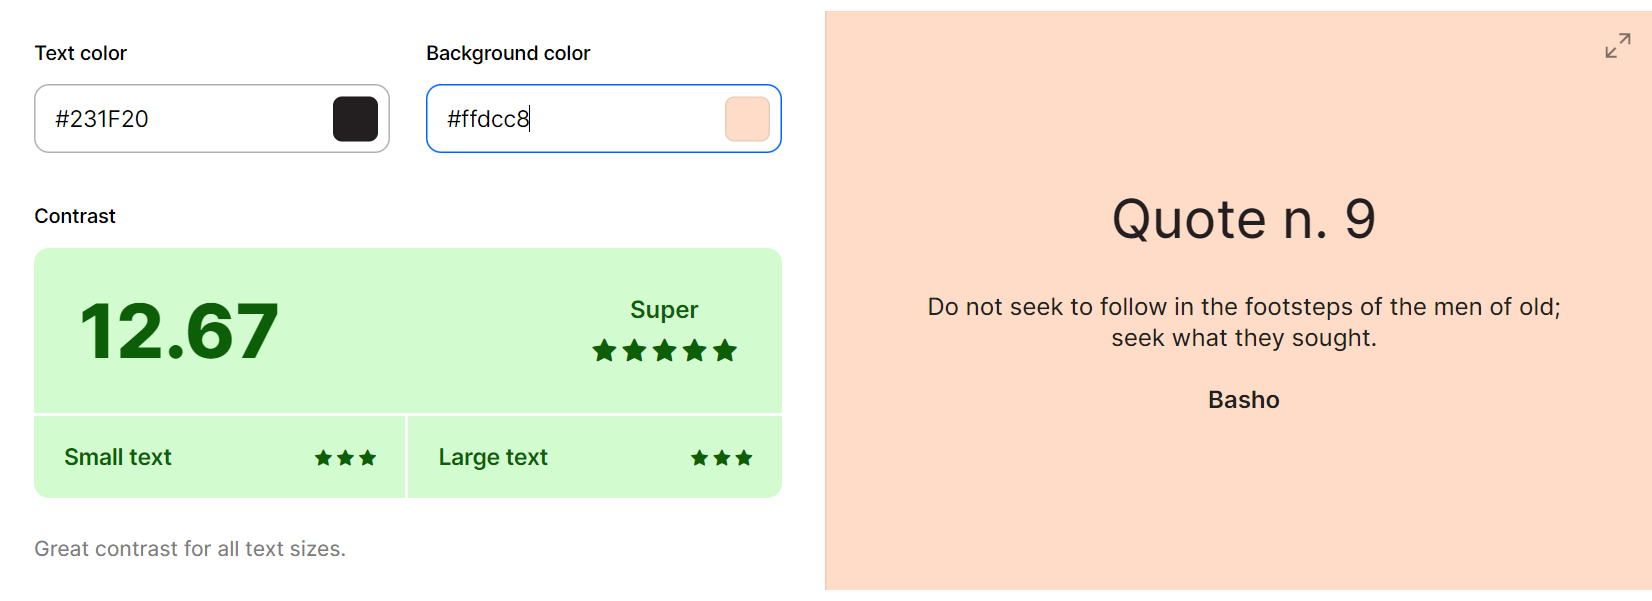 Text color
#231F20
Background color
#ffdcc8
Contrast
12.67
Super
Small text
Large text
Great contrast for all text sizes.
Quote n. 9
Do not seek to follow in the footsteps of the men of old;
seek what they sought.
Basho